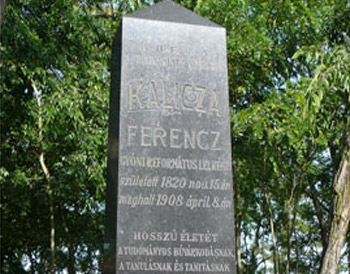 KALICZA
FERENCZ
GYÓNI REFORMÁTUS LELKÉSZ
született 1820 nov. 15.én
meghalt 1908 ápril. 8.án
HOSSZÚ ÉLETÉT
A TUDOMÁNYOS BÚVÁRKODÁSNAK,
A TANULÁSNAK ÉS TANITÁSNAK